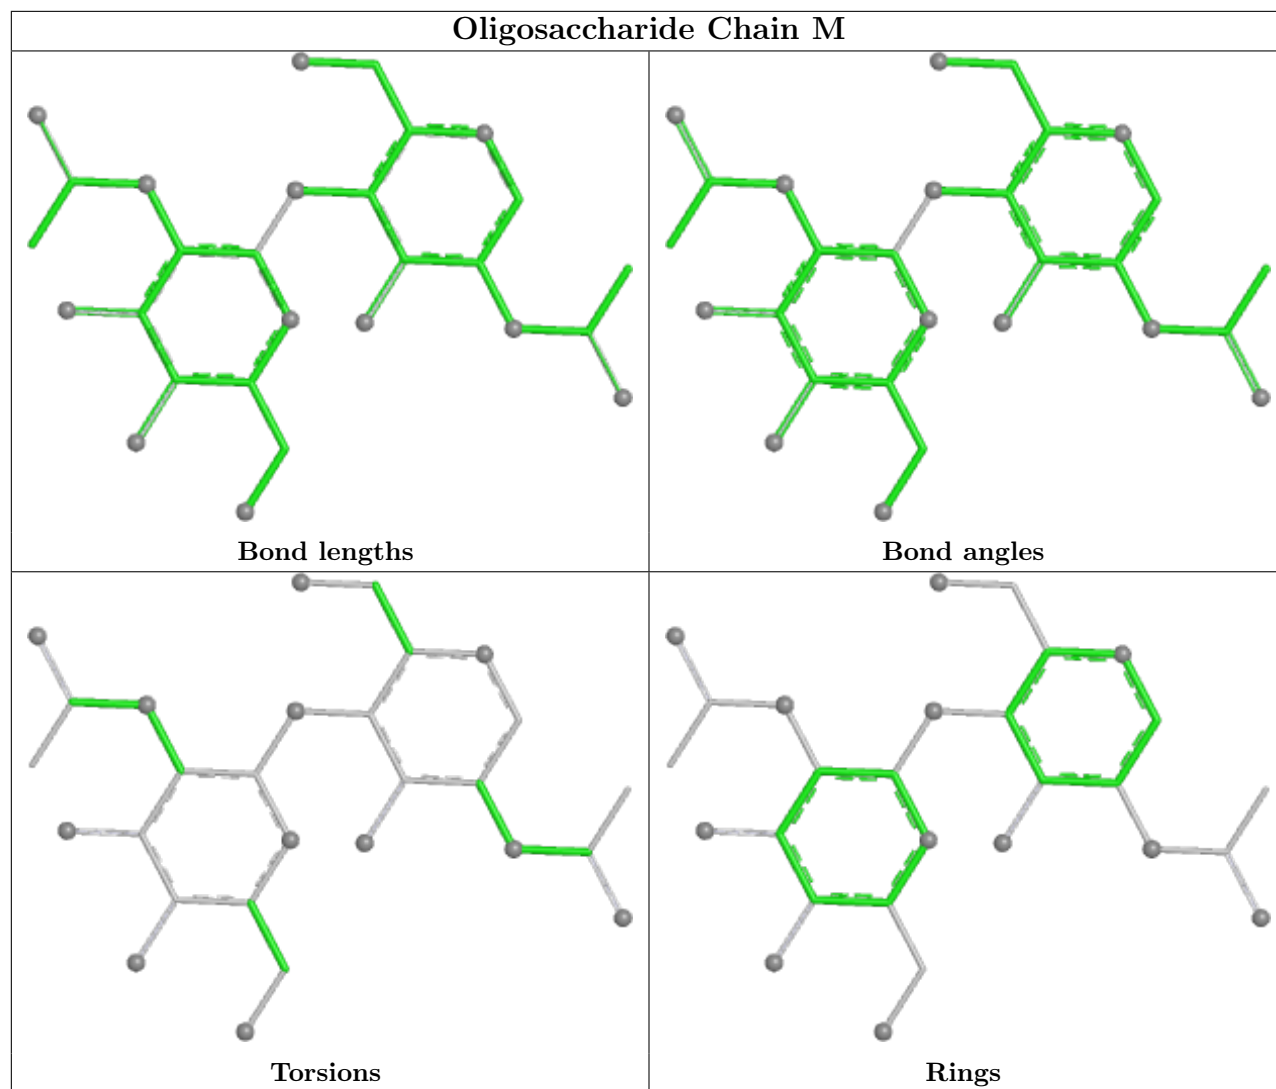 Oligosaccharide Chain M
Bond lengths
Bond angles
Torsions
Rings